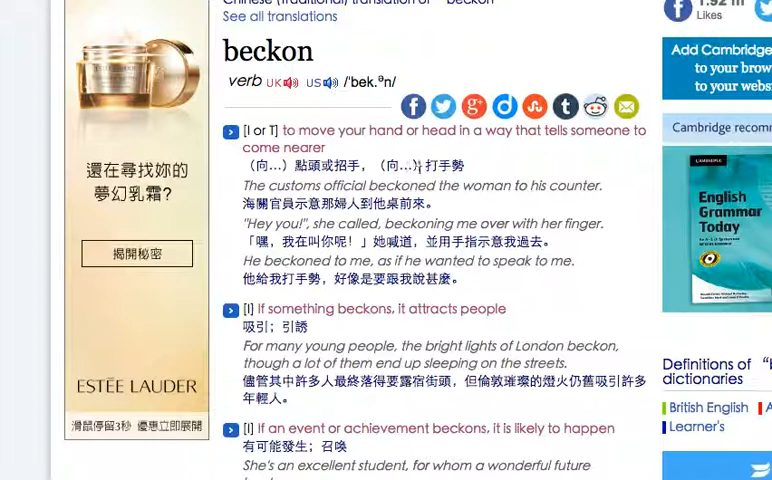 Chinese (Traditional) translation of "beckon"
See all translations
beckon
verb UK US /ˈbek.ᵊn/
[I or T] to move your hand or head in a way that tells someone to
come nearer
（向…）點頭或招手，（向…）打手勢
The customs official beckoned the woman to his counter.
海關官員示意那婦人到他桌前來。
"Hey you!", she called, beckoning me over with her finger.
「嘿，我在叫你呢！」她喊道，並用手指示意我過去。
He beckoned to me, as if he wanted to speak to me.
他給我打手勢，好像是要跟我說甚麼。
[I] If something beckons, it attracts people
吸引；引誘
For many young people, the bright lights of London beckon,
though a lot of them end up sleeping on the streets.
儘管其中許多人最終落得要露宿街頭，但倫敦璀璨的燈火仍舊吸引許多
年輕人。
[I] If an event or achievement beckons, it is likely to happen
有可能發生；召喚
She's an excellent student, for whom a wonderful future
還在尋找妳的
夢幻乳霜?
揭開秘密
ESTĒE LAUDER
滑鼠停留3秒 優惠立即展開
1.92 m
Likes
Add Cambridge
to your brow
to your webs
Cambridge recom
CAMBRIDGE
English
Grammar
Today
Definitions of "b
dictionaries
British English
A
Learner's